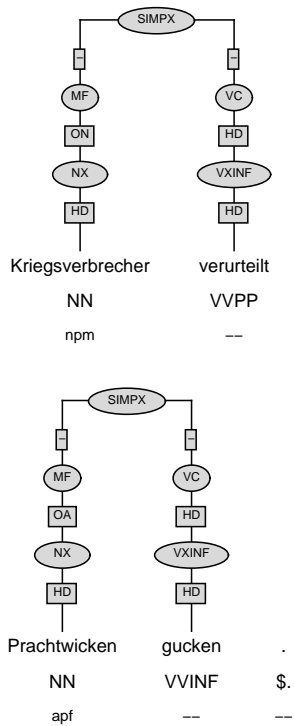 SIMPX
– –
MF VC
ON HD
NX VXINF
HD HD
Kriegsverbrecher verurteilt
NN VVPP
npm ––
SIMPX
– –
MF VC
OA HD
NX VXINF
HD HD
Prachtwicken gucken .
NN VVINF $.
apf –– ––